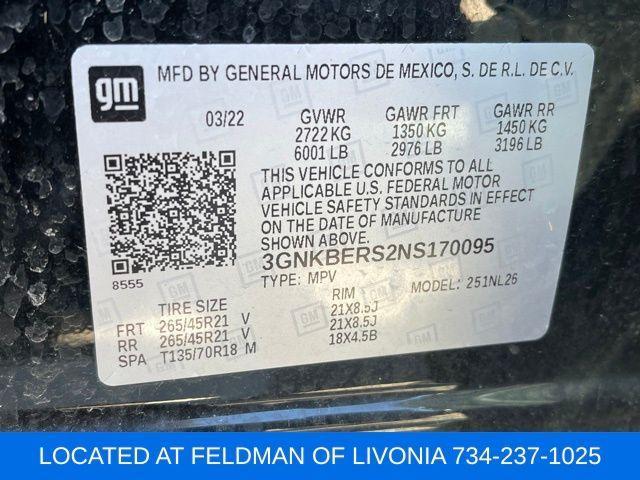 gm MFD BY GENERAL MOTORS DE MEXICO, S. DE R.L. DE C.V.
03/22 GVWR GAWR FRT GAWR RR
2722 KG 1350 KG 1450 KG
6001 LB 2976 LB 3196 LB
THIS VEHICLE CONFORMS TO ALL
APPLICABLE U.S. FEDERAL MOTOR
VEHICLE SAFETY STANDARDS IN EFFECT
ON THE DATE OF MANUFACTURE
SHOWN ABOVE.
3GNKBERS2NS170095
8555 TYPE: MPV MODEL: 251NL26
TIRE SIZE RIM
FRT 265/45R21 V 21X8.5J
RR 265/45R21 V 21X8.5J
SPA T135/70R18 M 18X4.5B
LOCATED AT FELDMAN OF LIVONIA 734-237-1025